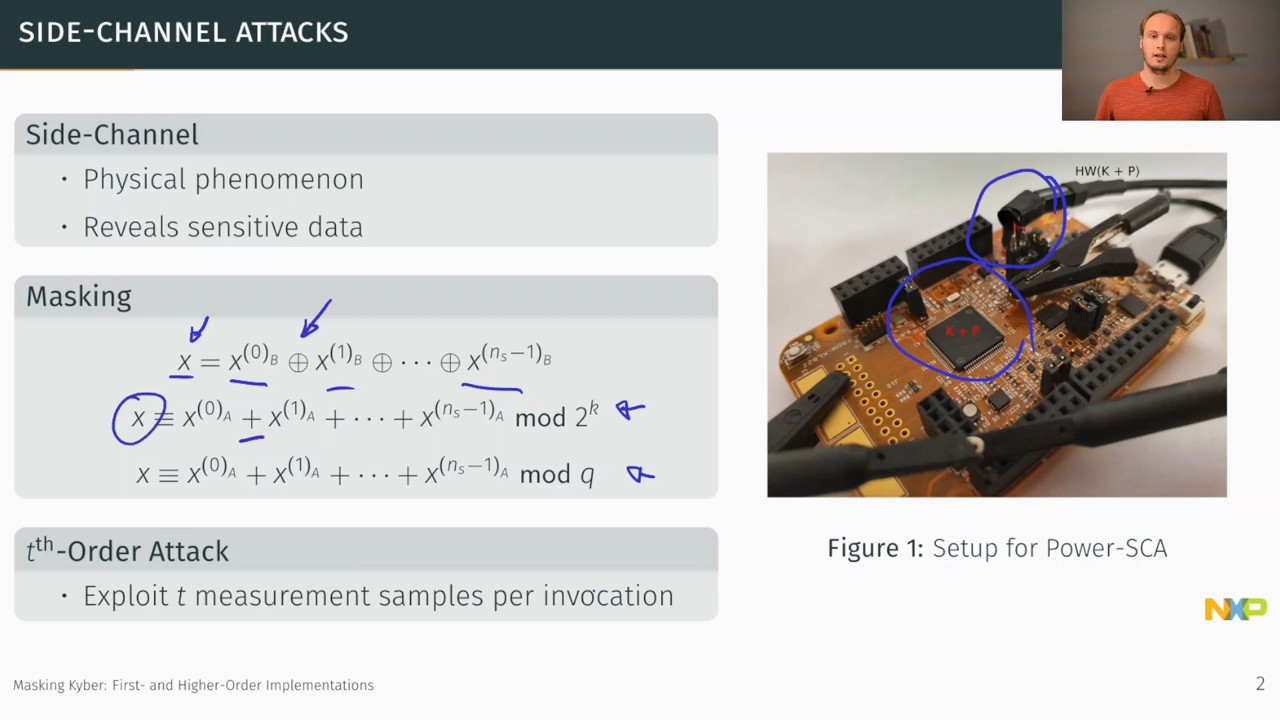 SIDE-CHANNEL ATTACKS
Side-Channel
· Physical phenomenon
· Reveals sensitive data
Masking
x = x^{(0)_B} ⊕ x^{(1)_B} ⊕ ··· ⊕ x^{(n_s−1)_B}
x ≡ x^{(0)_A} + x^{(1)_A} + ··· + x^{(n_s−1)_A} mod 2^k
x ≡ x^{(0)_A} + x^{(1)_A} + ··· + x^{(n_s−1)_A} mod q
t^{th}-Order Attack
· Exploit t measurement samples per invocation
HW(K + P)
K + P
Figure 1: Setup for Power-SCA
NXP
Masking Kyber: First- and Higher-Order Implementations
2